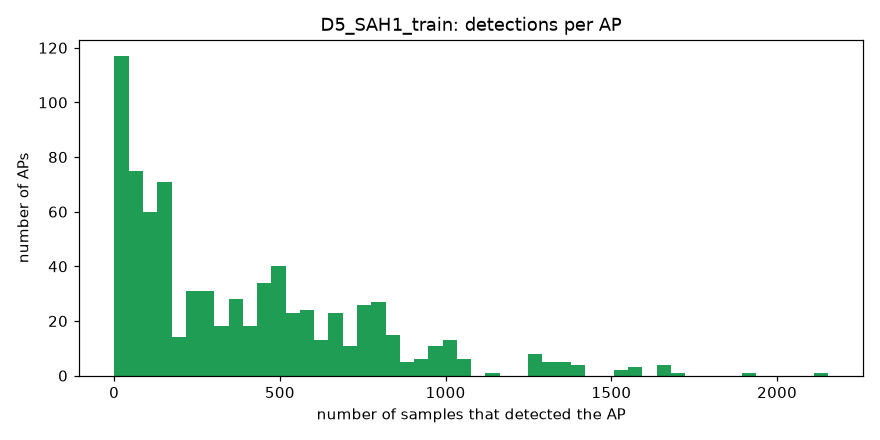 D5_SAH1_train: detections per AP
120
100
80
60
40
20
0
number of APs
0 500 1000 1500 2000
number of samples that detected the AP